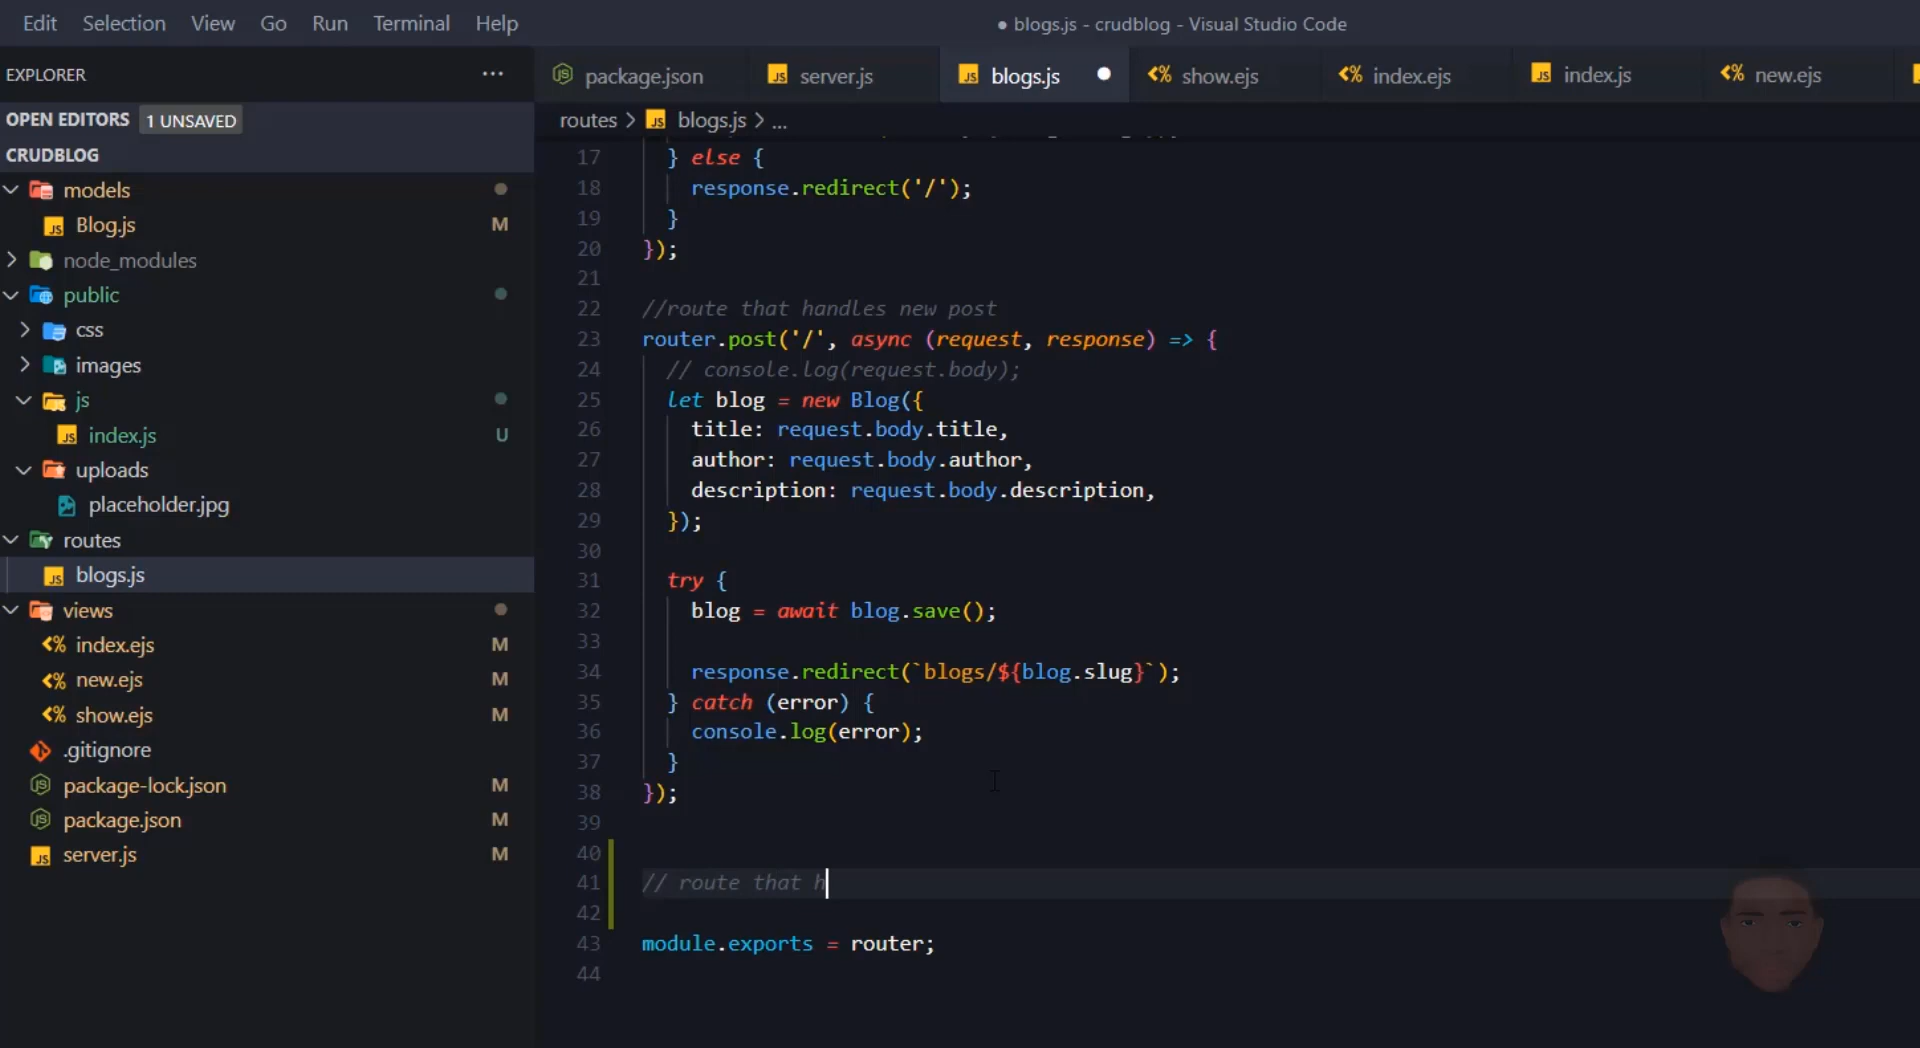 Edit Selection View Go Run Terminal Help
● blogs.js - crudblog - Visual Studio Code
EXPLORER ···
package.json server.js blogs.js ● show.ejs index.ejs index.js new.ejs
OPEN EDITORS 1 UNSAVED
routes > blogs.js > ...
CRUDBLOG
models
Blog.js M
node_modules
public
css
images
js
index.js U
uploads
placeholder.jpg
routes
blogs.js
views
index.ejs M
new.ejs M
show.ejs M
.gitignore
package-lock.json M
package.json M
server.js M
17 } else {
18 response.redirect('/');
19 }
20 });
21
22 //route that handles new post
23 router.post('/', async (request, response) => {
24 // console.log(request.body);
25 let blog = new Blog({
26 title: request.body.title,
27 author: request.body.author,
28 description: request.body.description,
29 });
30
31 try {
32 blog = await blog.save();
33
34 response.redirect(`blogs/${blog.slug}`);
35 } catch (error) {
36 console.log(error);
37 }
38 });
39
40
41 // route that h
42
43 module.exports = router;
44